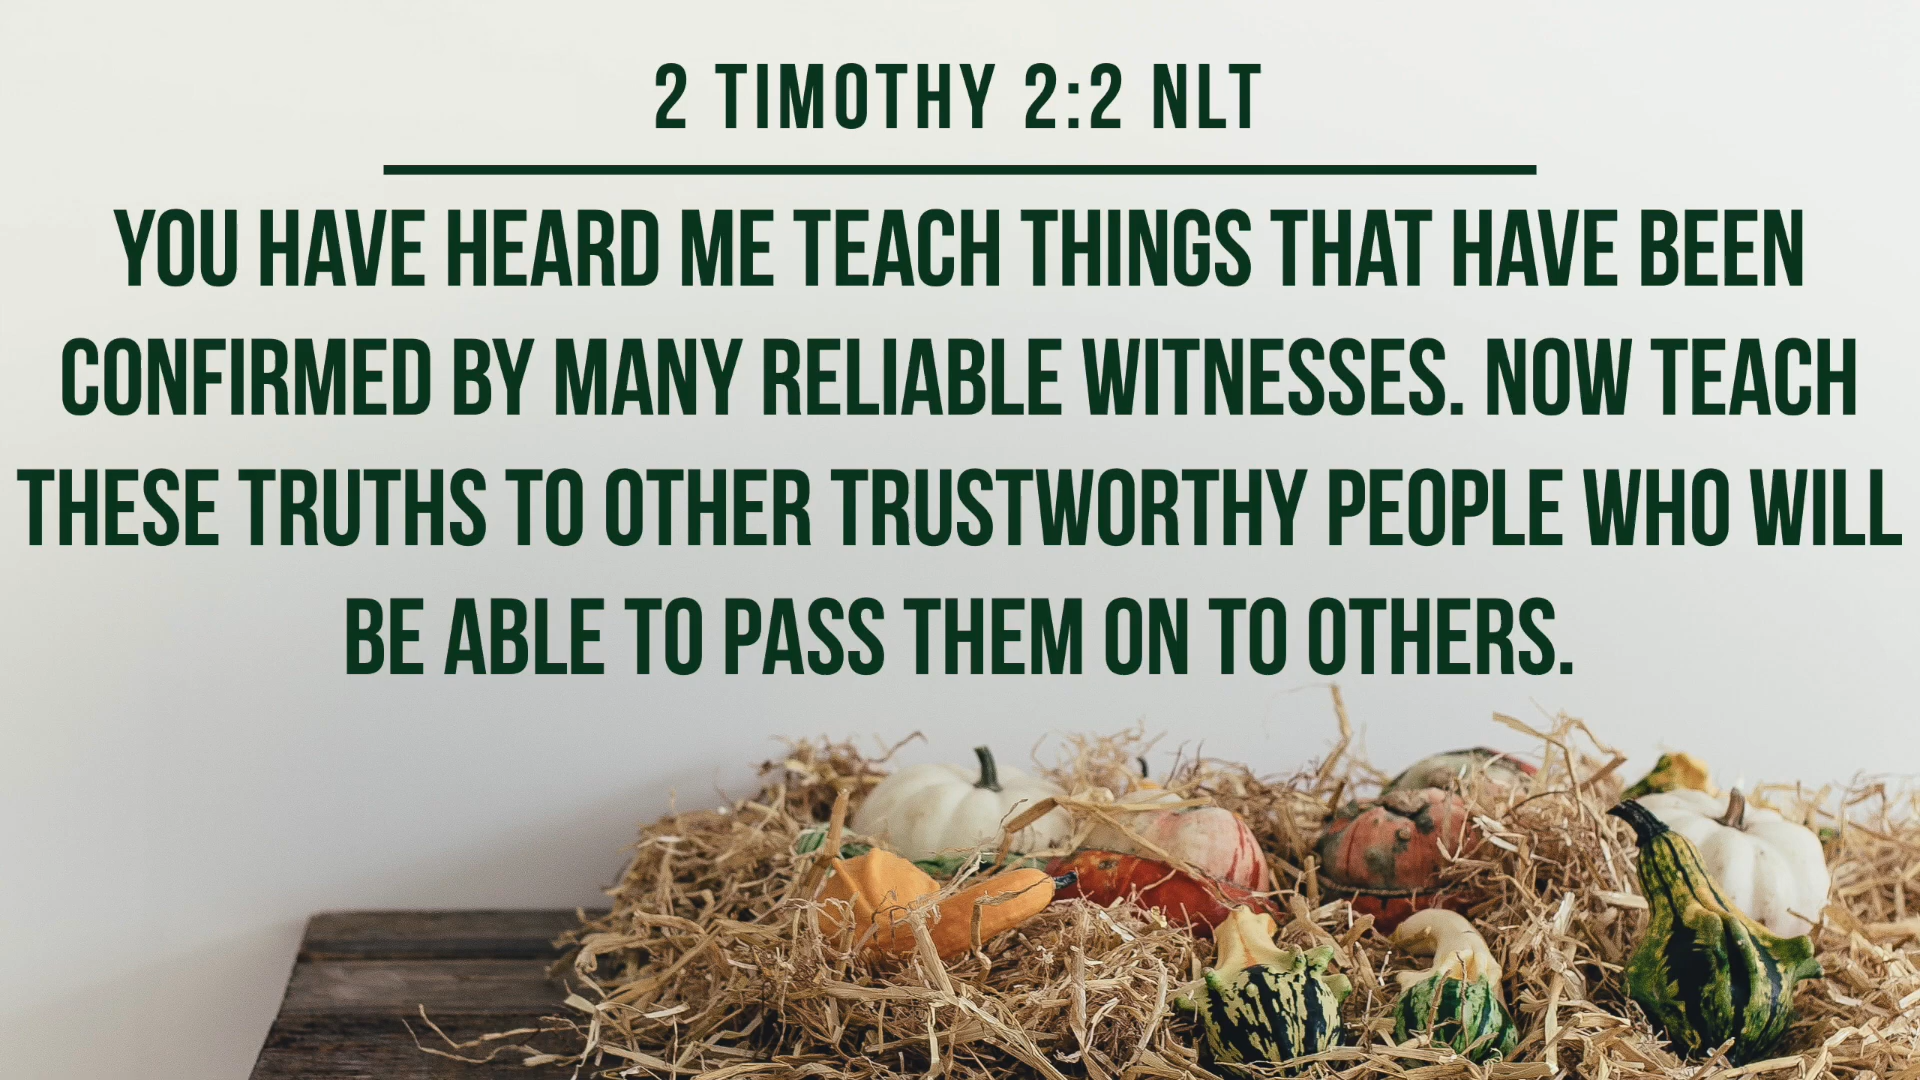 2 TIMOTHY 2:2 NLT
YOU HAVE HEARD ME TEACH THINGS THAT HAVE BEEN
CONFIRMED BY MANY RELIABLE WITNESSES. NOW TEACH
THESE TRUTHS TO OTHER TRUSTWORTHY PEOPLE WHO WILL
BE ABLE TO PASS THEM ON TO OTHERS.